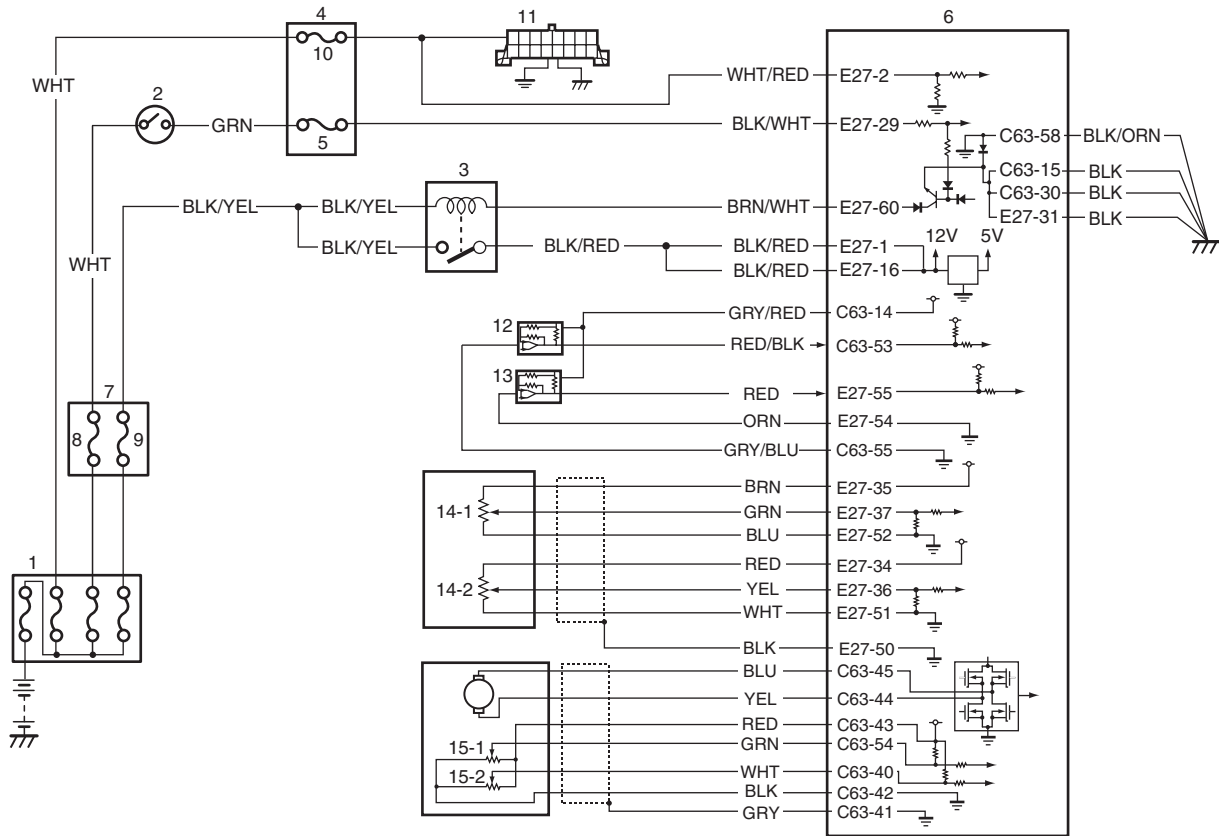 4 11 6
10
WHT
2
WHT/RED E27-2
GRN 5 BLK/WHT E27-29
C63-58 BLK/ORN
3
C63-15 BLK
C63-30 BLK
BLK/YEL BLK/YEL BRN/WHT E27-60
E27-31 BLK
BLK/YEL BLK/RED BLK/RED E27-1 12V 5V
WHT
BLK/RED E27-16
GRY/RED C63-14
12
RED/BLK C63-53
13
RED E27-55
7
ORN E27-54
8 9
GRY/BLU C63-55
BRN E27-35
14-1 GRN E27-37
BLU E27-52
RED E27-34
1
14-2 YEL E27-36
WHT E27-51
BLK E27-50
BLU C63-45
YEL C63-44
RED C63-43
15-1 GRN C63-54
15-2 WHT C63-40
BLK C63-42
GRY C63-41